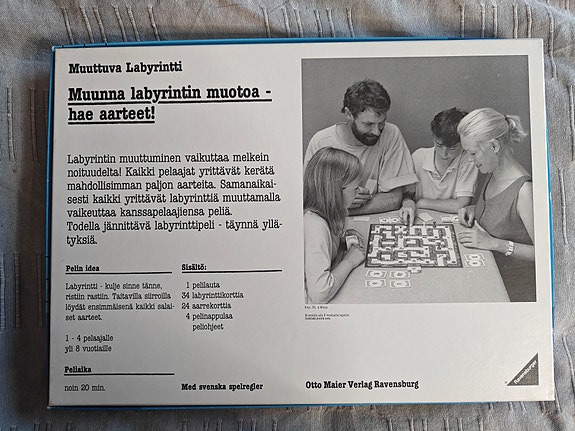 Muuttuva Labyrintti
Muunna labyrintin muotoa -
hae aarteet!
Labyrintin muuttuminen vaikuttaa melkein
noituudelta! Kaikki pelaajat yrittävät kerätä
mahdollisimman paljon aarteita. Samanaikai-
sesti kaikki yrittävät labyrinttiä muuttamalla
vaikeuttaa kanssapelaajiensa peliä.
Todella jännittävä labyrinttipeli - täynnä yllä-
tyksiä.
Pelin idea
Labyrintti - kulje sinne tänne,
ristiin rastiin. Taitavilla siirroilla
löydät ensimmäisenä kaikki salai-
set aarteet.
1 - 4 pelaajalle
yli 8 vuotiaille
Peliaika
noin 20 min.
Sisältö:
1 pelilauta
34 labyrinttikorttia
24 aarrekorttia
4 pelinappulaa
peliohjeet
Med svenska spelregler
Otto Maier Verlag Ravensburg
Ravensburger